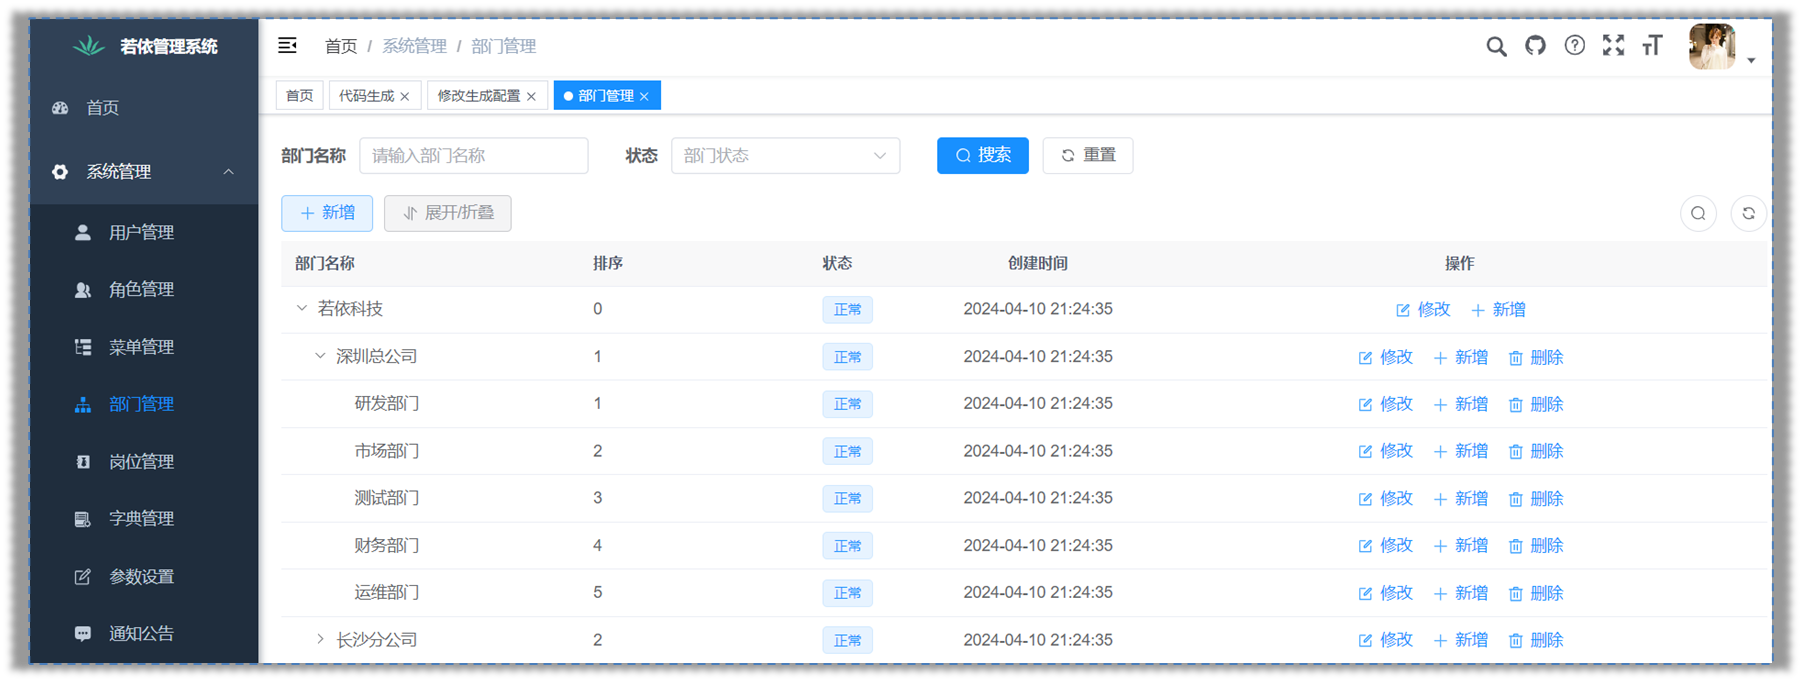 若依管理系统
首页
系统管理
用户管理
角色管理
菜单管理
部门管理
岗位管理
字典管理
参数设置
通知公告
首页 / 系统管理 / 部门管理
首页 代码生成 × 修改生成配置 × 部门管理 ×
部门名称 请输入部门名称 状态 部门状态 搜索 重置
新增 展开/折叠
部门名称 排序 状态 创建时间 操作
若依科技 0 正常 2024-04-10 21:24:35 修改 新增
深圳总公司 1 正常 2024-04-10 21:24:35 修改 新增 删除
研发部门 1 正常 2024-04-10 21:24:35 修改 新增 删除
市场部门 2 正常 2024-04-10 21:24:35 修改 新增 删除
测试部门 3 正常 2024-04-10 21:24:35 修改 新增 删除
财务部门 4 正常 2024-04-10 21:24:35 修改 新增 删除
运维部门 5 正常 2024-04-10 21:24:35 修改 新增 删除
长沙分公司 2 正常 2024-04-10 21:24:35 修改 新增 删除